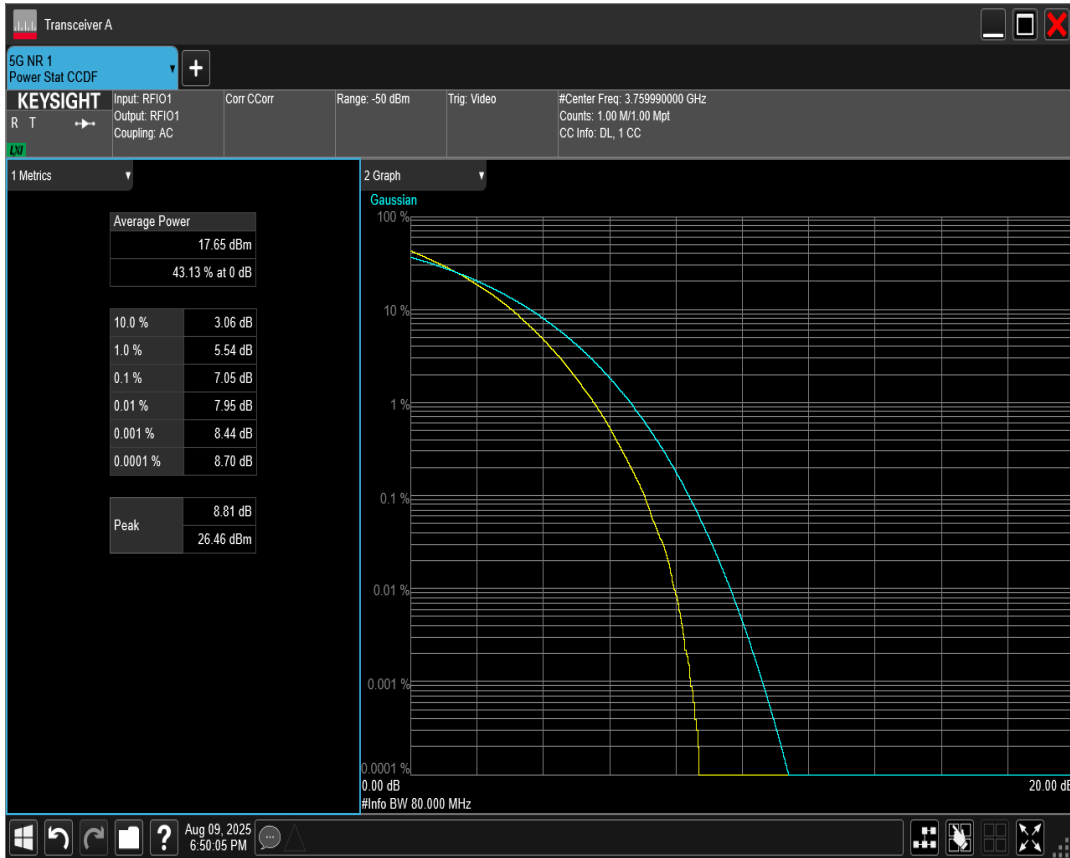 Transceiver A
5G NR 1
Power Stat CCDF
KEYSIGHT
R T
LXI
Input: RFIO1
Output: RFIO1
Coupling: AC
Corr CCorr
Range: -50 dBm
Trig: Video
#Center Freq: 3.759990000 GHz
Counts: 1.00 M/1.00 Mpt
CC Info: DL, 1 CC
1 Metrics
Average Power
17.65 dBm
43.13 % at 0 dB
10.0 % 3.06 dB
1.0 % 5.54 dB
0.1 % 7.05 dB
0.01 % 7.95 dB
0.001 % 8.44 dB
0.0001 % 8.70 dB
Peak 8.81 dB
26.46 dBm
2 Graph
Gaussian
100 %
10 %
1 %
0.1 %
0.01 %
0.001 %
0.0001 %
0.00 dB 20.00 dB
#Info BW 80.000 MHz
?
Aug 09, 2025
6:50:05 PM